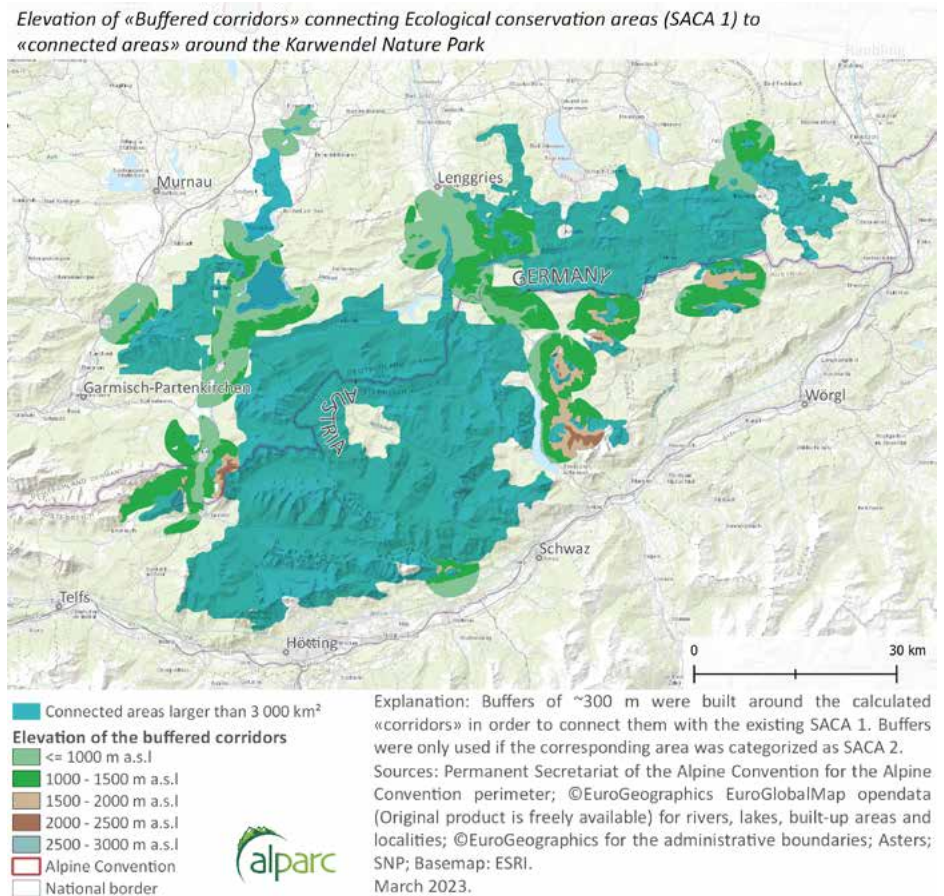 Elevation of «Buffered corridors» connecting Ecological conservation areas (SACA 1) to
«connected areas» around the Karwendel Nature Park
Murnau
Lenggries
GERMANY
Garmisch-Partenkirchen
AUSTRIA
Wörgl
Schwaz
Telfs
Hötting
0 30 km
Connected areas larger than 3 000 km²
Elevation of the buffered corridors
<= 1000 m a.s.l
1000 - 1500 m a.s.l
1500 - 2000 m a.s.l
2000 - 2500 m a.s.l
2500 - 3000 m a.s.l
Alpine Convention
National border
alparc
Explanation: Buffers of ~300 m were built around the calculated
«corridors» in order to connect them with the existing SACA 1. Buffers
were only used if the corresponding area was categorized as SACA 2.
Sources: Permanent Secretariat of the Alpine Convention for the Alpine
Convention perimeter; ©EuroGeographics EuroGlobalMap opendata
(Original product is freely available) for rivers, lakes, built-up areas and
localities; ©EuroGeographics for the administrative boundaries; Asters;
SNP; Basemap: ESRI.
March 2023.